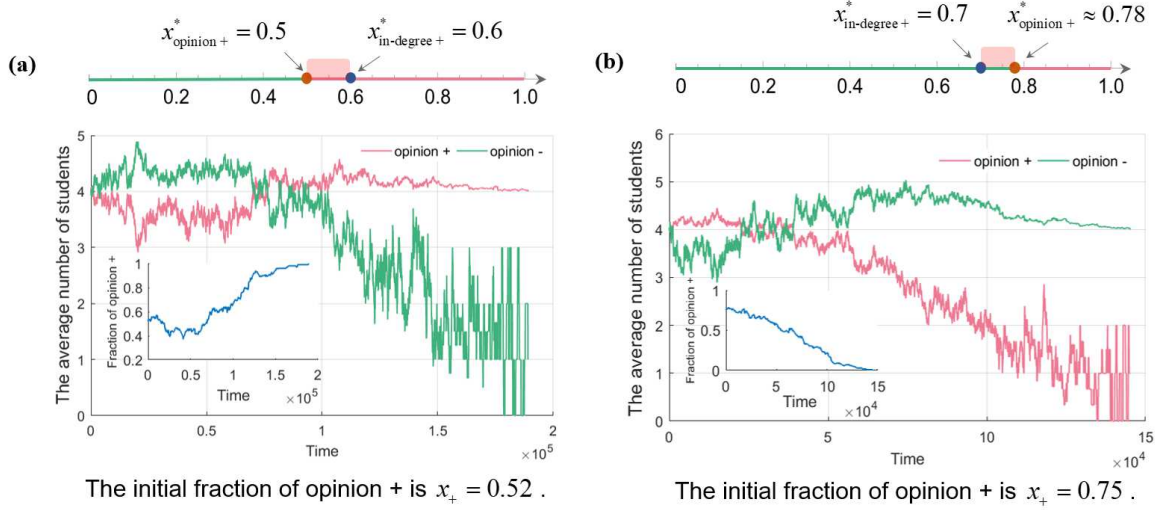 (a)
x*opinion + = 0.5
x*in-degree + = 0.6
0 0.2 0.4 0.6 0.8 1.0
The average number of students
5
4
3
2
1
0
opinion + opinion -
Fraction of opinion +
1
0.8
0.6
0.4
0.2
0 0.5 1 1.5 2
Time
×10^5
0 0.5 1 1.5 2
Time
×10^5
The initial fraction of opinion + is x+ = 0.52 .
(b)
x*in-degree + = 0.7
x*opinion + ≈ 0.78
0 0.2 0.4 0.6 0.8 1.0
The average number of students
6
5
4
3
2
1
0
opinion + opinion -
Fraction of opinion +
1
0.5
0
0 5 10 15
Time
×10^4
0 5 10 15
Time
×10^4
The initial fraction of opinion + is x+ = 0.75 .